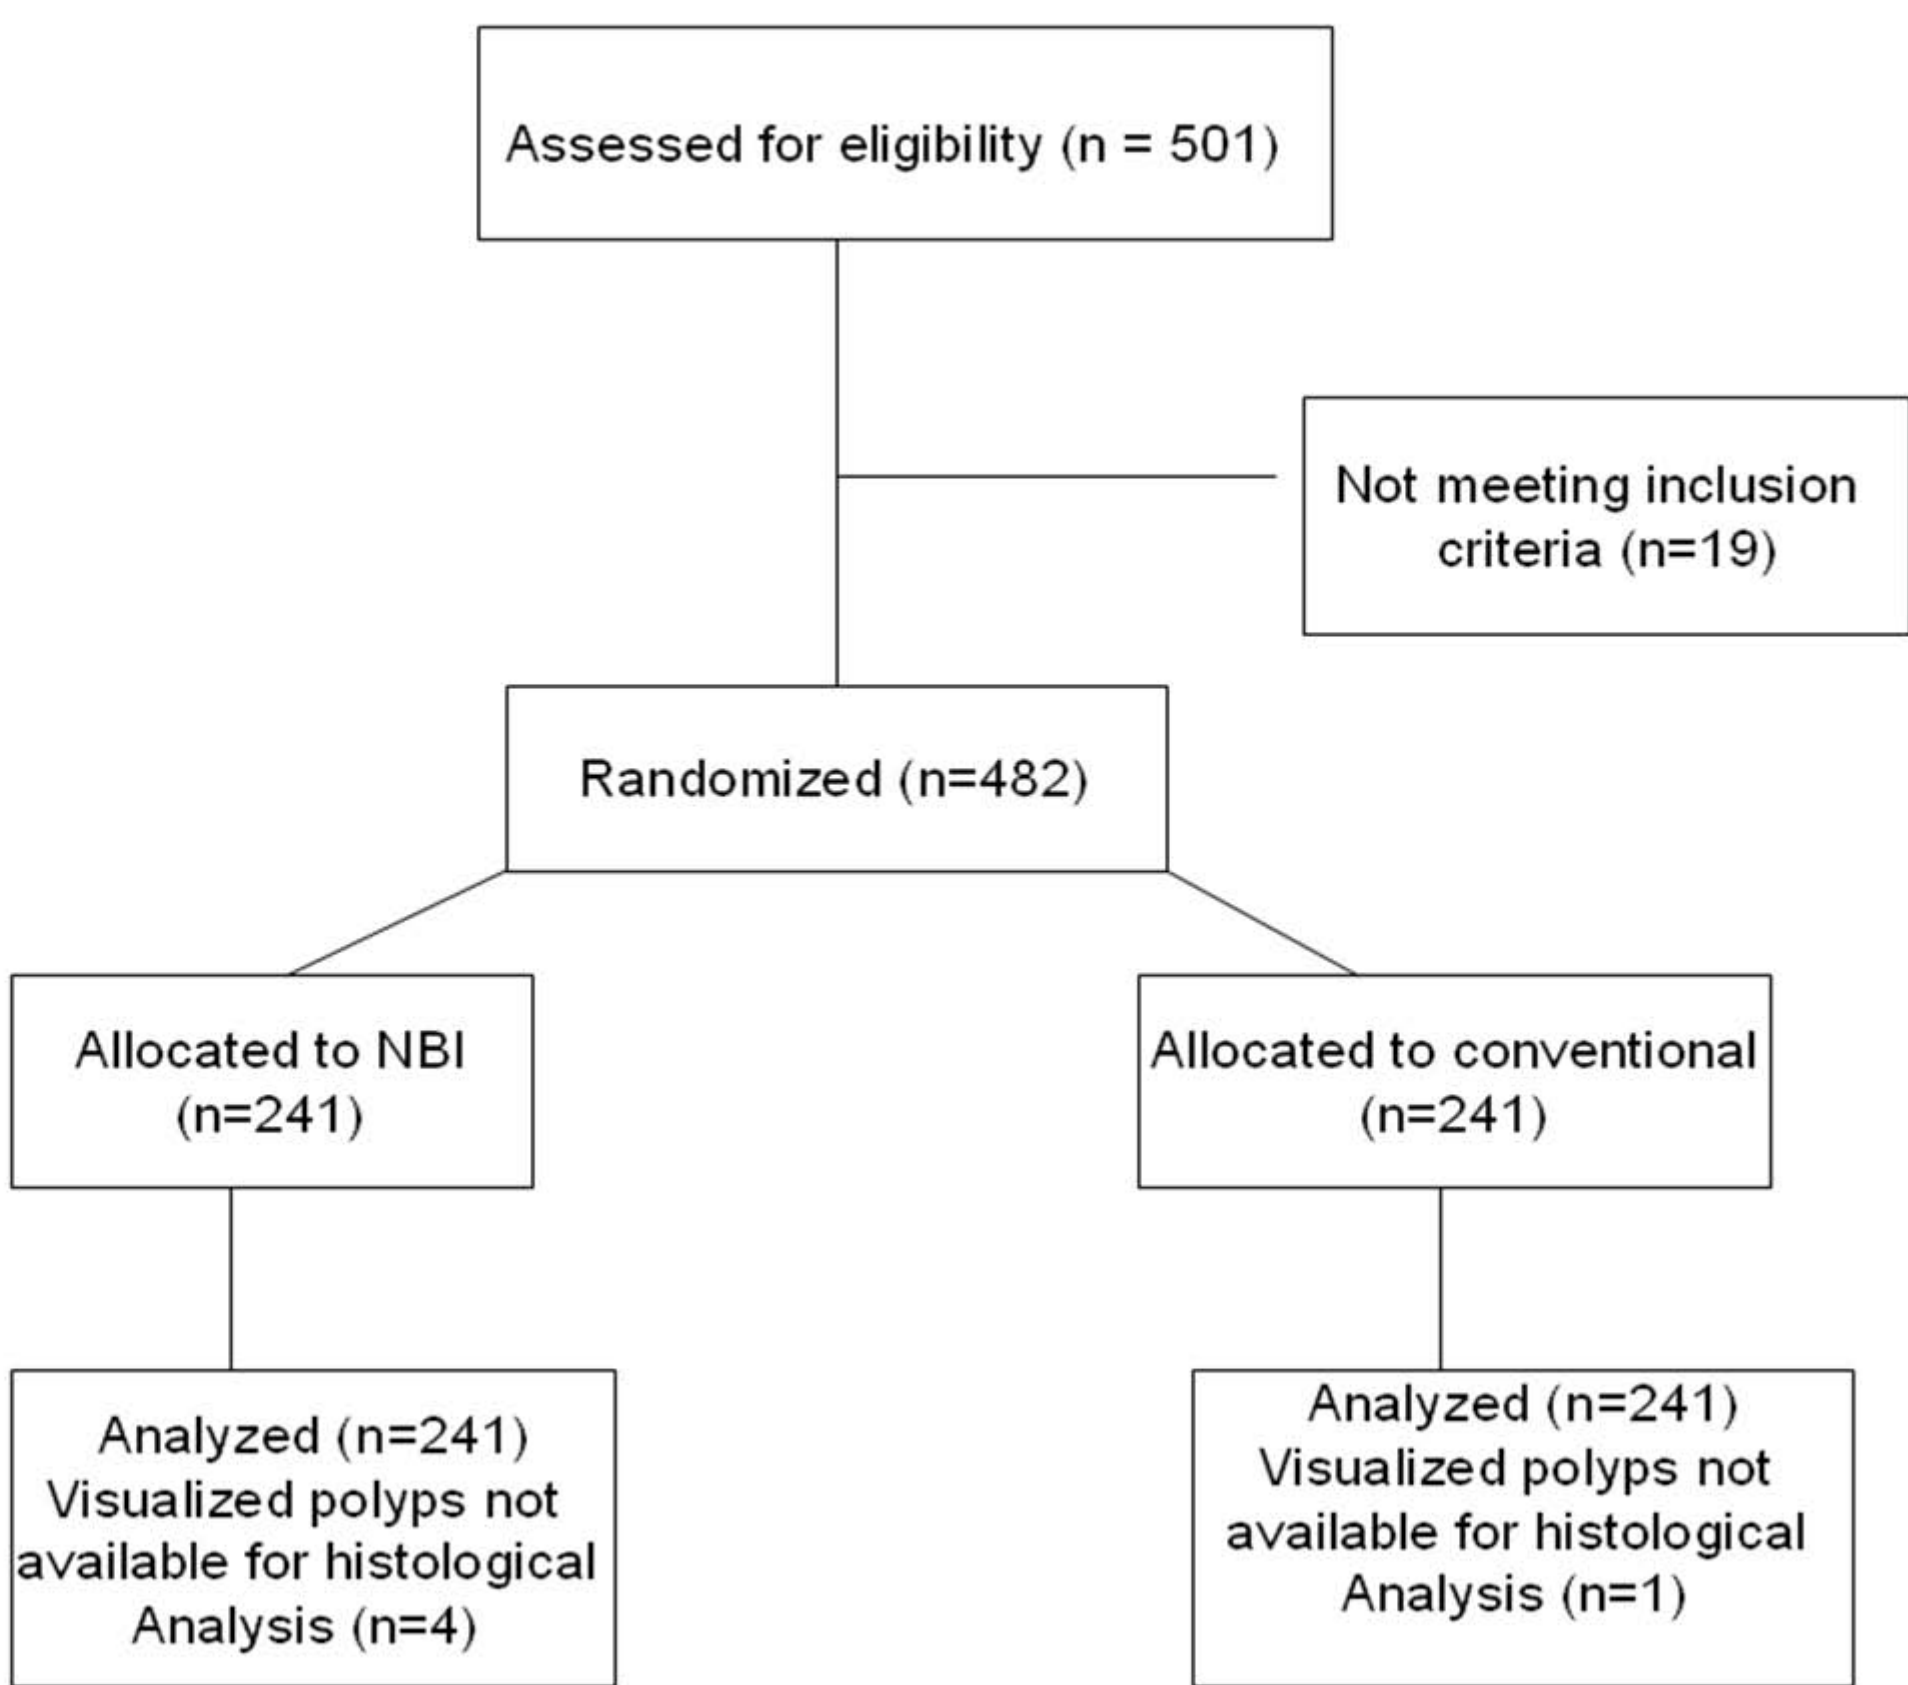 Assessed for eligibility (n = 501)
Not meeting inclusion
criteria (n=19)
Randomized (n=482)
Allocated to NBI
(n=241)
Allocated to conventional
(n=241)
Analyzed (n=241)
Visualized polyps not
available for histological
Analysis (n=4)
Analyzed (n=241)
Visualized polyps not
available for histological
Analysis (n=1)